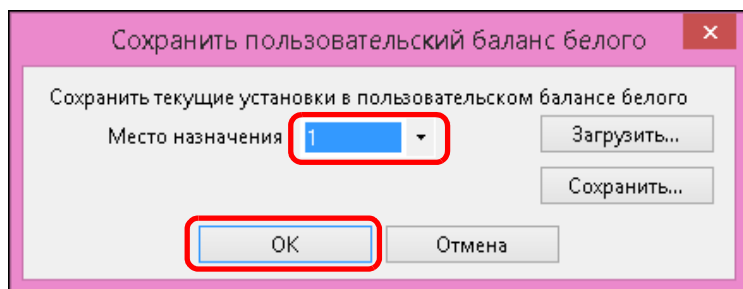 Сохранить пользовательский баланс белого
Сохранить текущие установки в пользовательском балансе белого
Место назначения 1 Загрузить...
Сохранить...
OK Отмена